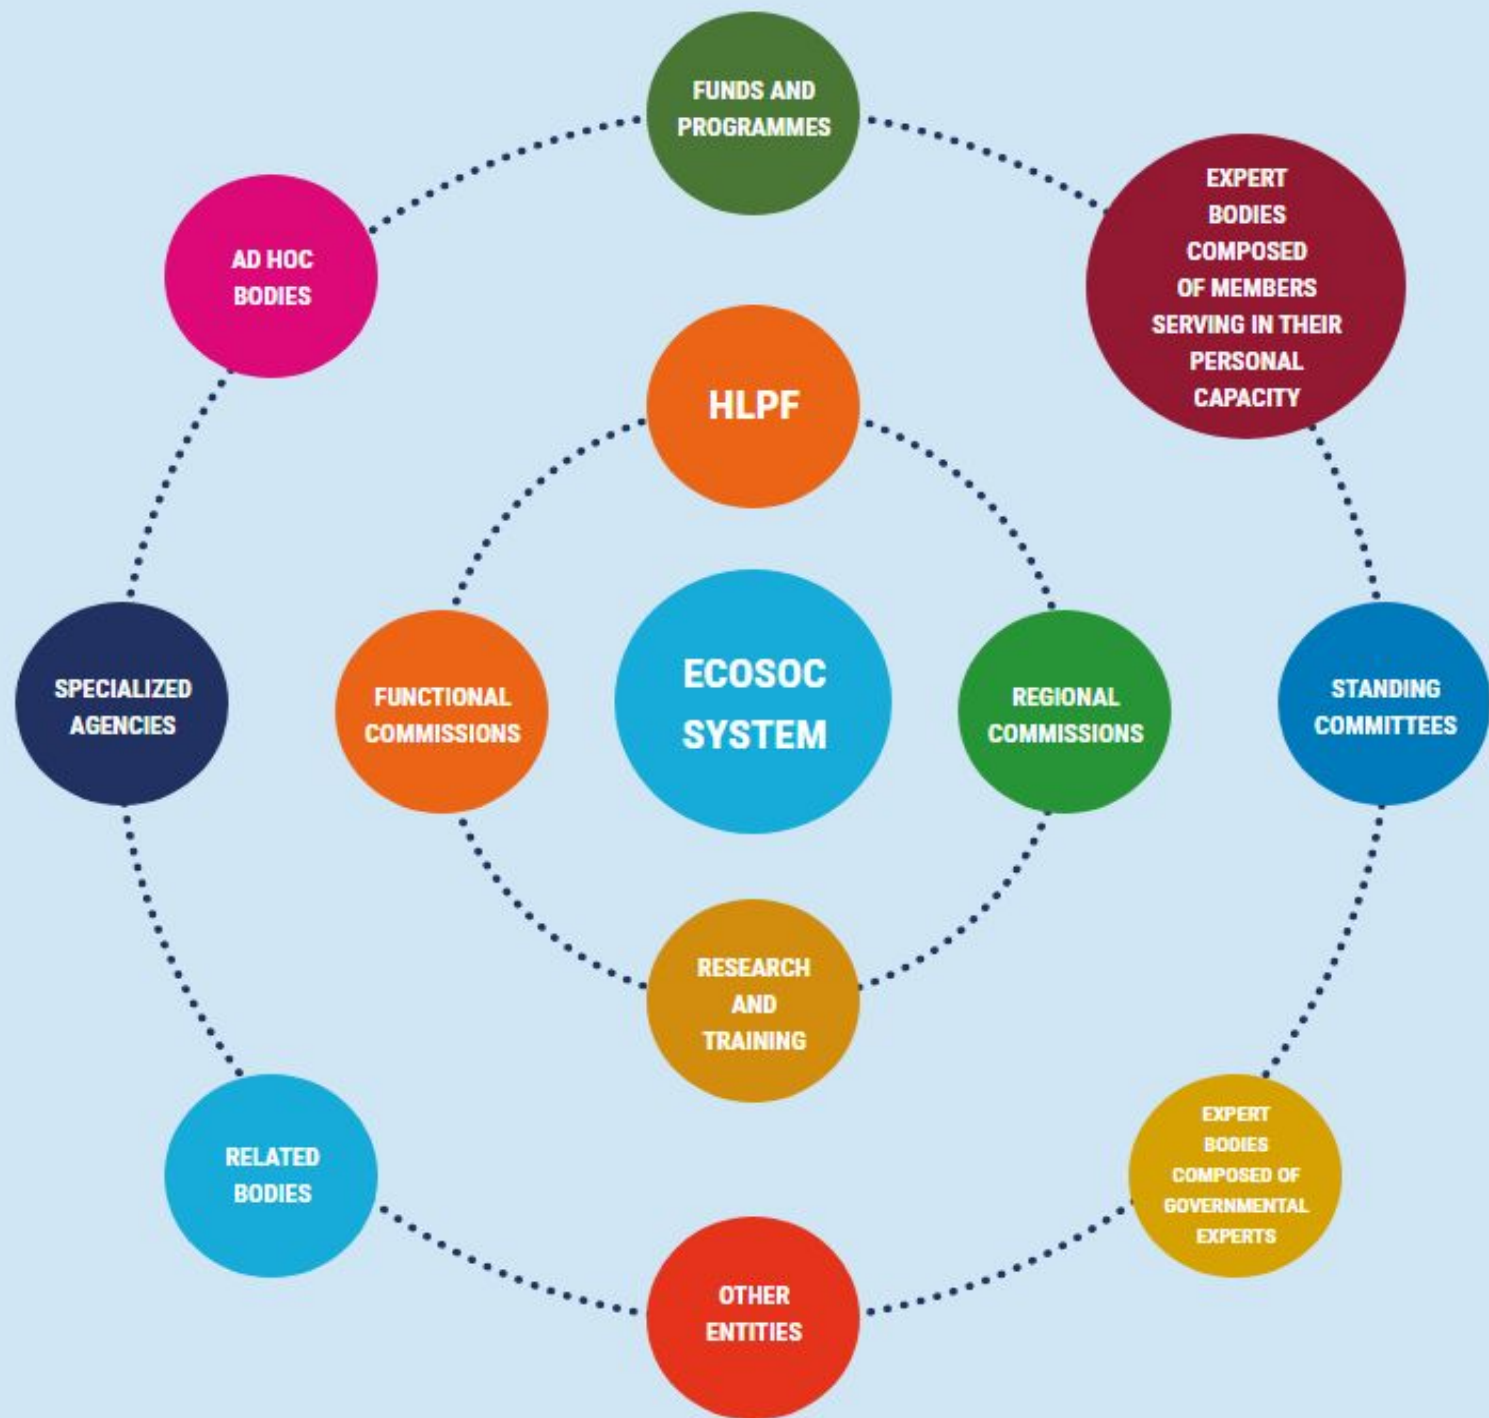 FUNDS AND
PROGRAMMES
EXPERT
BODIES
COMPOSED
OF MEMBERS
SERVING IN THEIR
PERSONAL
CAPACITY
AD HOC
BODIES
HLPF
SPECIALIZED
AGENCIES
FUNCTIONAL
COMMISSIONS
ECOSOC
SYSTEM
REGIONAL
COMMISSIONS
STANDING
COMMITTEES
RESEARCH
AND
TRAINING
RELATED
BODIES
EXPERT
BODIES
COMPOSED OF
GOVERNMENTAL
EXPERTS
OTHER
ENTITIES